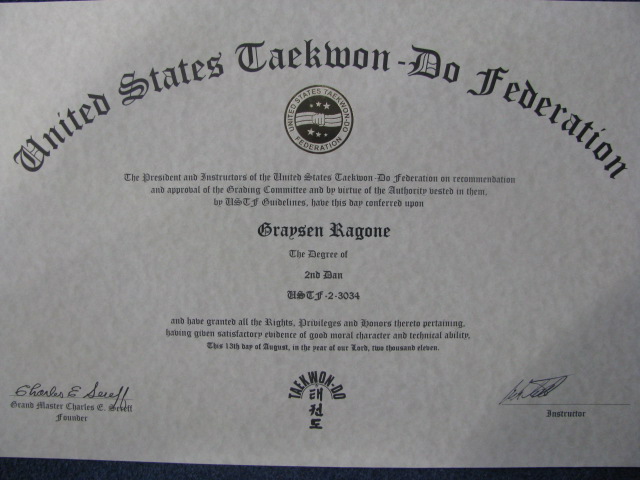 United States Taekwon-Do Federation
UNITED STATES TAEKWON-DO
FEDERATION
The President and Instructors of the United States Taekwon-Do Federation on recommendation
and approval of the Grading Committee and by virtue of the Authority vested in them,
by USTF Guidelines, have this day conferred upon
Graysen Ragone
The Degree of
2nd Dan
USTF-2-3034
and have granted all the Rights, Privileges and Honors thereto pertaining,
having given satisfactory evidence of good moral character and technical ability,
This 13th day of August, in the year of our Lord, two thousand eleven.
Charles E Sereff
Grand Master Charles E. Sereff
Founder
TAEKWON-DO
태
권
도
Instructor